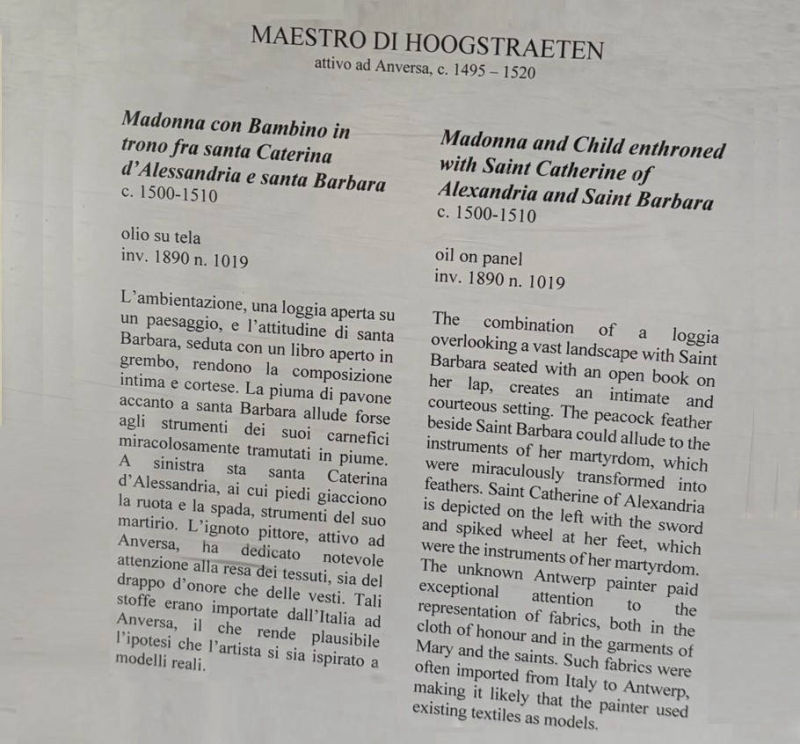 MAESTRO DI HOOGSTRAETEN
attivo ad Anversa, c. 1495 – 1520
Madonna con Bambino in
trono fra santa Caterina
d'Alessandria e santa Barbara
c. 1500-1510
olio su tela
inv. 1890 n. 1019
L'ambientazione, una loggia aperta su
un paesaggio, e l'attitudine di santa
Barbara, seduta con un libro aperto in
grembo, rendono la composizione
intima e cortese. La piuma di pavone
accanto a santa Barbara allude forse
agli strumenti dei suoi carnefici
miracolosamente tramutati in piume.
A sinistra sta santa Caterina
d'Alessandria, ai cui piedi giacciono
la ruota e la spada, strumenti del suo
martirio. L'ignoto pittore, attivo ad
Anversa, ha dedicato notevole
attenzione alla resa dei tessuti, sia del
drappo d'onore che delle vesti. Tali
stoffe erano importate dall'Italia ad
Anversa, il che rende plausibile
l'ipotesi che l'artista si sia ispirato a
modelli reali.
Madonna and Child enthroned
with Saint Catherine of
Alexandria and Saint Barbara
c. 1500-1510
oil on panel
inv. 1890 n. 1019
The combination of a loggia
overlooking a vast landscape with Saint
Barbara seated with an open book on
her lap, creates an intimate and
courteous setting. The peacock feather
beside Saint Barbara could allude to the
instruments of her martyrdom, which
were miraculously transformed into
feathers. Saint Catherine of Alexandria
is depicted on the left with the sword
and spiked wheel at her feet, which
were the instruments of her martyrdom.
The unknown Antwerp painter paid
exceptional attention to the
representation of fabrics, both in the
cloth of honour and in the garments of
Mary and the saints. Such fabrics were
often imported from Italy to Antwerp,
making it likely that the painter used
existing textiles as models.